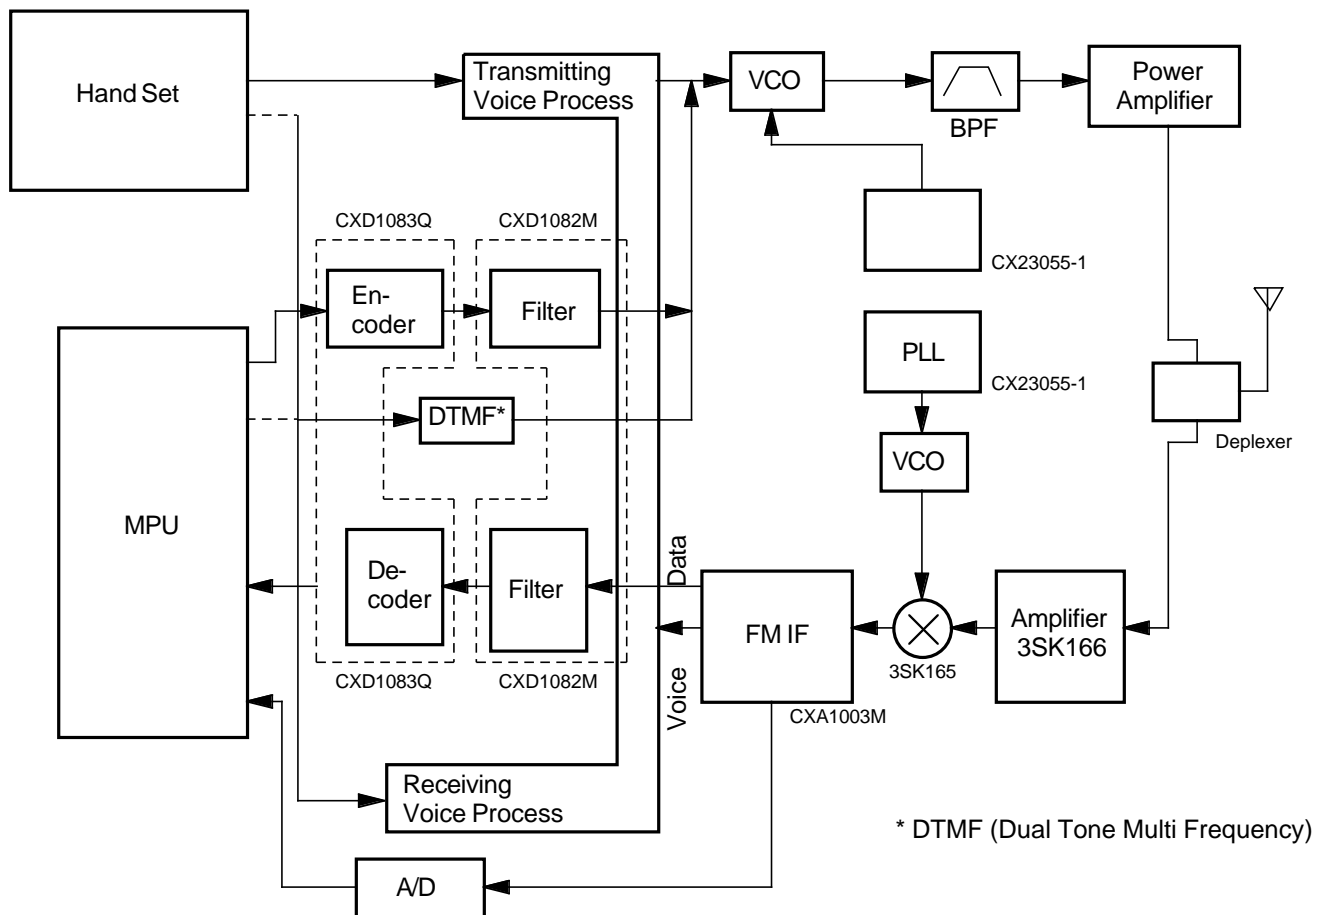 Hand Set
Transmitting
Voice Process
VCO
BPF
Power
Amplifier
CXD1083Q
CXD1082M
CX23055-1
En-
coder
Filter
PLL
CX23055-1
DTMF*
VCO
Deplexer
MPU
De-
coder
Filter
Data
Voice
FM IF
CXA1003M
3SK165
Amplifier
3SK166
CXD1083Q
CXD1082M
Receiving
Voice Process
A/D
* DTMF (Dual Tone Multi Frequency)